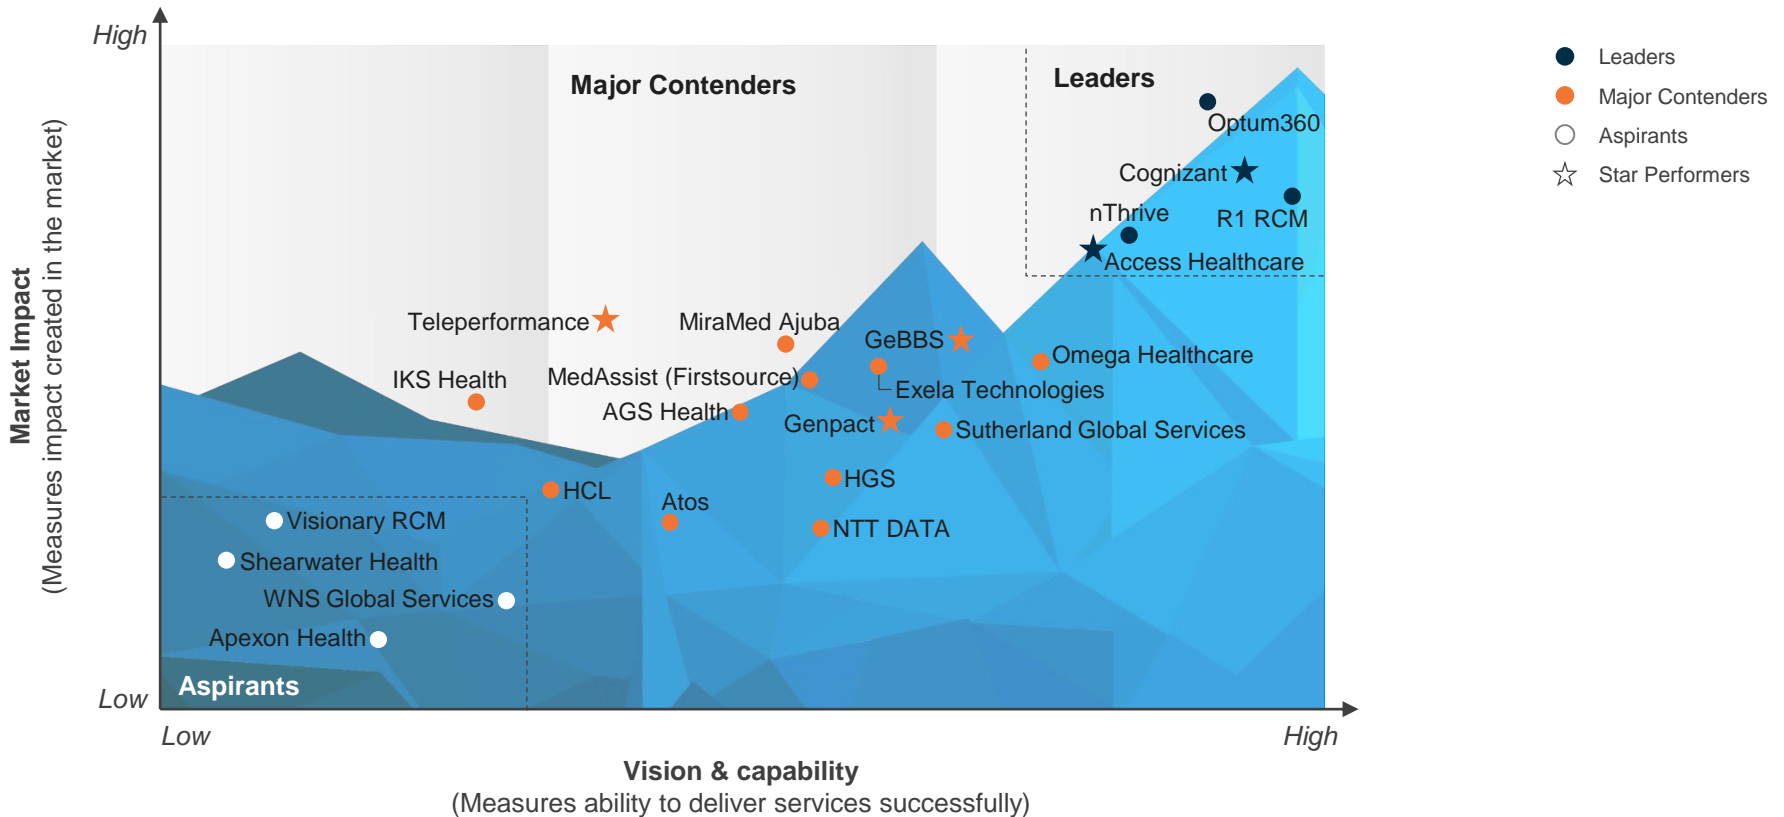 High
Major Contenders
Leaders
Leaders
Major Contenders
Aspirants
Star Performers
Optum360
Cognizant
R1 RCM
nThrive
Access Healthcare
Teleperformance
MiraMed Ajuba
GeBBS
Omega Healthcare
IKS Health
MedAssist (Firstsource)
Exela Technologies
AGS Health
Genpact
Sutherland Global Services
HGS
HCL
Atos
NTT DATA
Visionary RCM
Shearwater Health
WNS Global Services
Apexon Health
Aspirants
Market Impact
(Measures impact created in the market)
Low
Low
High
Vision & capability
(Measures ability to deliver services successfully)